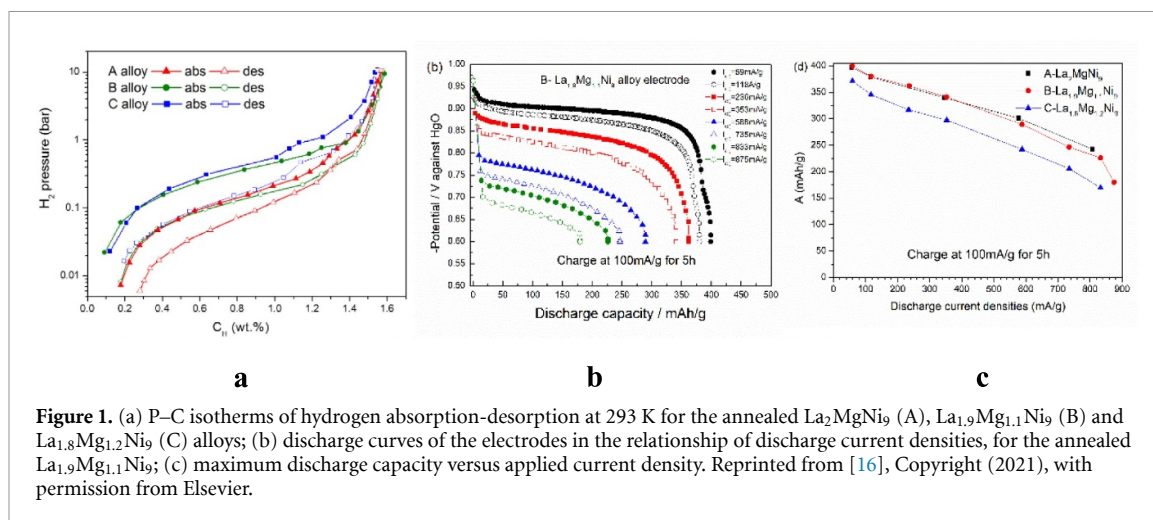 A alloy abs des
B alloy abs des
C alloy abs des
H₂ pressure (bar)
10
1
0.1
0.01
0.0 0.2 0.4 0.6 0.8 1.0 1.2 1.4 1.6
C_H (wt.%)
a
(b)
B- La₁.₉Mg₁.₁Ni₉ alloy electrode
-Potential / V against HgO
1.00
0.95
0.90
0.85
0.80
0.75
0.70
0.65
0.60
0.55
0.50
=59mA/g
=118A/g
=236mA/g
=353mA/g
=588mA/g
=735mA/g
=833mA/g
=875mA/g
Charge at 100mA/g for 5h
0 50 100 150 200 250 300 350 400 450 500
Discharge capacity / mAh/g
b
(d)
A-La₂MgNi₉
B-La₁.₉Mg₁.₁Ni₉
C-La₁.₈Mg₁.₂Ni₉
A (mAh/g)
400
350
300
250
200
150
100
50
0
Charge at 100mA/g for 5h
0 100 200 300 400 500 600 700 800 900
Discharge current densities (mA/g)
c
Figure 1. (a) P–C isotherms of hydrogen absorption-desorption at 293 K for the annealed La₂MgNi₉ (A), La₁.₉Mg₁.₁Ni₉ (B) and
La₁.₈Mg₁.₂Ni₉ (C) alloys; (b) discharge curves of the electrodes in the relationship of discharge current densities, for the annealed
La₁.₉Mg₁.₁Ni₉; (c) maximum discharge capacity versus applied current density. Reprinted from [16], Copyright (2021), with
permission from Elsevier.